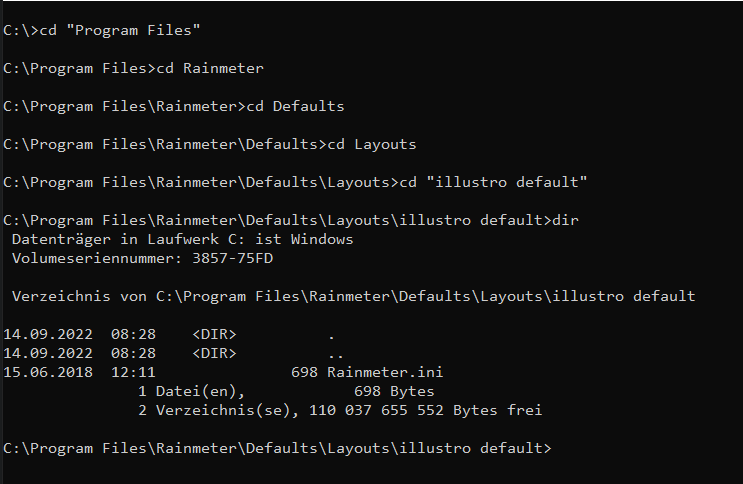 C:\>cd "Program Files"
C:\Program Files>cd Rainmeter
C:\Program Files\Rainmeter>cd Defaults
C:\Program Files\Rainmeter\Defaults>cd Layouts
C:\Program Files\Rainmeter\Defaults\Layouts>cd "illustro default"
C:\Program Files\Rainmeter\Defaults\Layouts\illustro default>dir
Datenträger in Laufwerk C: ist Windows
Volumeseriennummer: 3857-75FD
Verzeichnis von C:\Program Files\Rainmeter\Defaults\Layouts\illustro default
14.09.2022  08:28    <DIR>          .
14.09.2022  08:28    <DIR>          ..
15.06.2018  12:11               698 Rainmeter.ini
               1 Datei(en),            698 Bytes
               2 Verzeichnis(se), 110 037 655 552 Bytes frei
C:\Program Files\Rainmeter\Defaults\Layouts\illustro default>